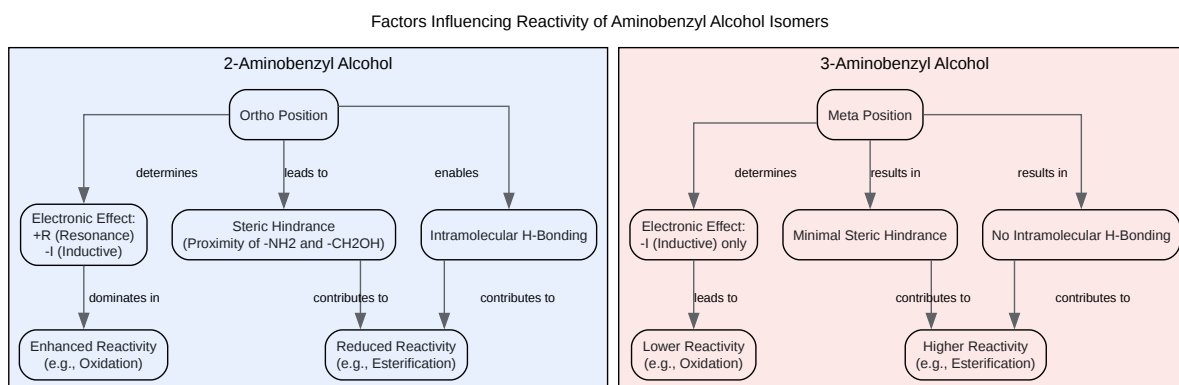 Factors Influencing Reactivity of Aminobenzyl Alcohol Isomers
2-Aminobenzyl Alcohol
Ortho Position
determines
leads to
enables
Electronic Effect:
+R (Resonance)
-I (Inductive)
Steric Hindrance
(Proximity of -NH2 and -CH2OH)
Intramolecular H-Bonding
dominates in
contributes to
contributes to
Enhanced Reactivity
(e.g., Oxidation)
Reduced Reactivity
(e.g., Esterification)
3-Aminobenzyl Alcohol
Meta Position
determines
results in
results in
Electronic Effect:
-I (Inductive) only
Minimal Steric Hindrance
No Intramolecular H-Bonding
leads to
contributes to
contributes to
Lower Reactivity
(e.g., Oxidation)
Higher Reactivity
(e.g., Esterification)